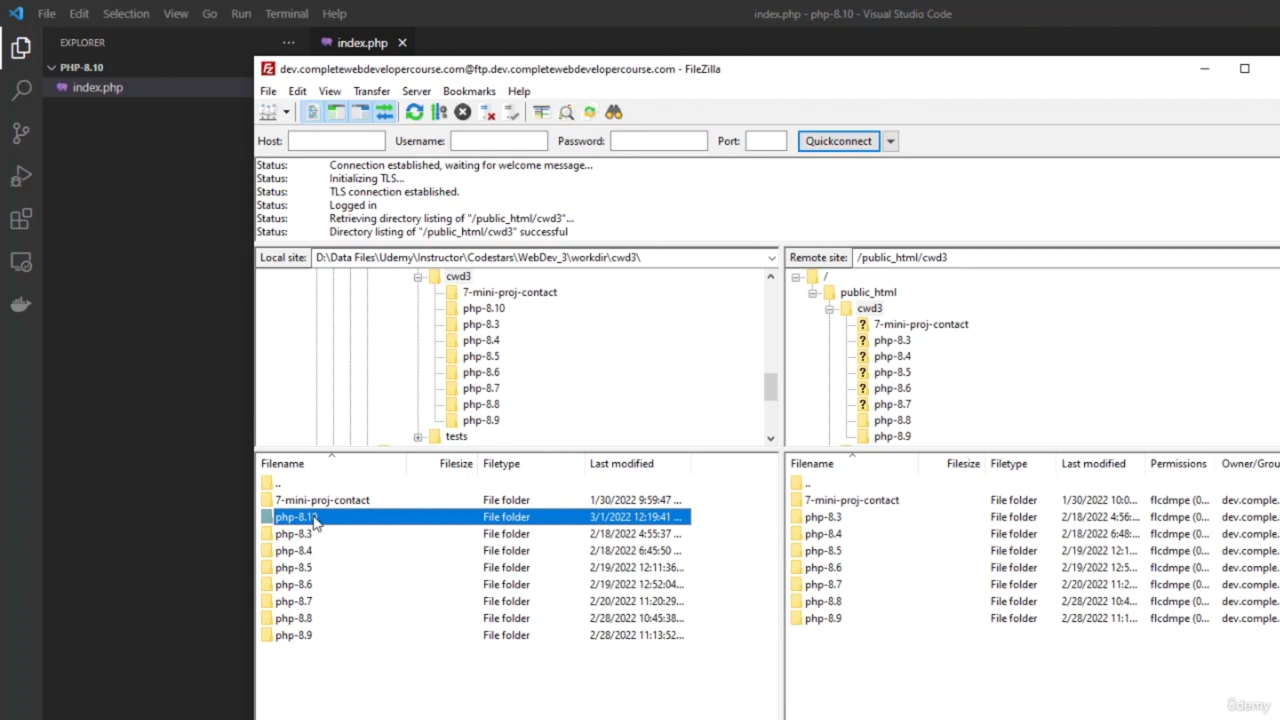 File Edit Selection View Go Run Terminal Help index.php - php-8.10 - Visual Studio Code
EXPLORER ... index.php
PHP-8.10
index.php
dev.completewebdevelopercourse.com@ftp.dev.completewebdevelopercourse.com - FileZilla
File Edit View Transfer Server Bookmarks Help
Host: Username: Password: Port: Quickconnect
Status: Connection established, waiting for welcome message...
Status: Initializing TLS...
Status: TLS connection established.
Status: Logged in
Status: Retrieving directory listing of "/public_html/cwd3"...
Status: Directory listing of "/public_html/cwd3" successful
Local site: D:\Data Files\Udemy\Instructor\Codestars\WebDev_3\workdir\cwd3\
cwd3
7-mini-proj-contact
php-8.10
php-8.3
php-8.4
php-8.5
php-8.6
php-8.7
php-8.8
php-8.9
tests
Remote site: /public_html/cwd3
/
public_html
cwd3
? 7-mini-proj-contact
? php-8.3
? php-8.4
? php-8.5
? php-8.6
? php-8.7
php-8.8
php-8.9
Filename Filesize Filetype Last modified
..
7-mini-proj-contact File folder 1/30/2022 9:59:47 ...
php-8.10 File folder 3/1/2022 12:19:41 ...
php-8.3 File folder 2/18/2022 4:55:37 ...
php-8.4 File folder 2/18/2022 6:45:50 ...
php-8.5 File folder 2/19/2022 12:11:36...
php-8.6 File folder 2/19/2022 12:52:04...
php-8.7 File folder 2/20/2022 11:20:29...
php-8.8 File folder 2/28/2022 10:45:38...
php-8.9 File folder 2/28/2022 11:13:52...
Filename Filesize Filetype Last modified Permissions Owner/Grou
..
7-mini-proj-contact File folder 1/30/2022 10:0... flcdmpe (0... dev.comple
php-8.3 File folder 2/18/2022 4:56:... flcdmpe (0... dev.comple
php-8.4 File folder 2/18/2022 6:48:... flcdmpe (0... dev.comple
php-8.5 File folder 2/19/2022 12:1... flcdmpe (0... dev.comple
php-8.6 File folder 2/19/2022 12:5... flcdmpe (0... dev.comple
php-8.7 File folder 2/20/2022 11:2... flcdmpe (0... dev.comple
php-8.8 File folder 2/28/2022 10:4... flcdmpe (0... dev.comple
php-8.9 File folder 2/28/2022 11:1... flcdmpe (0... dev.comple
ûdemy